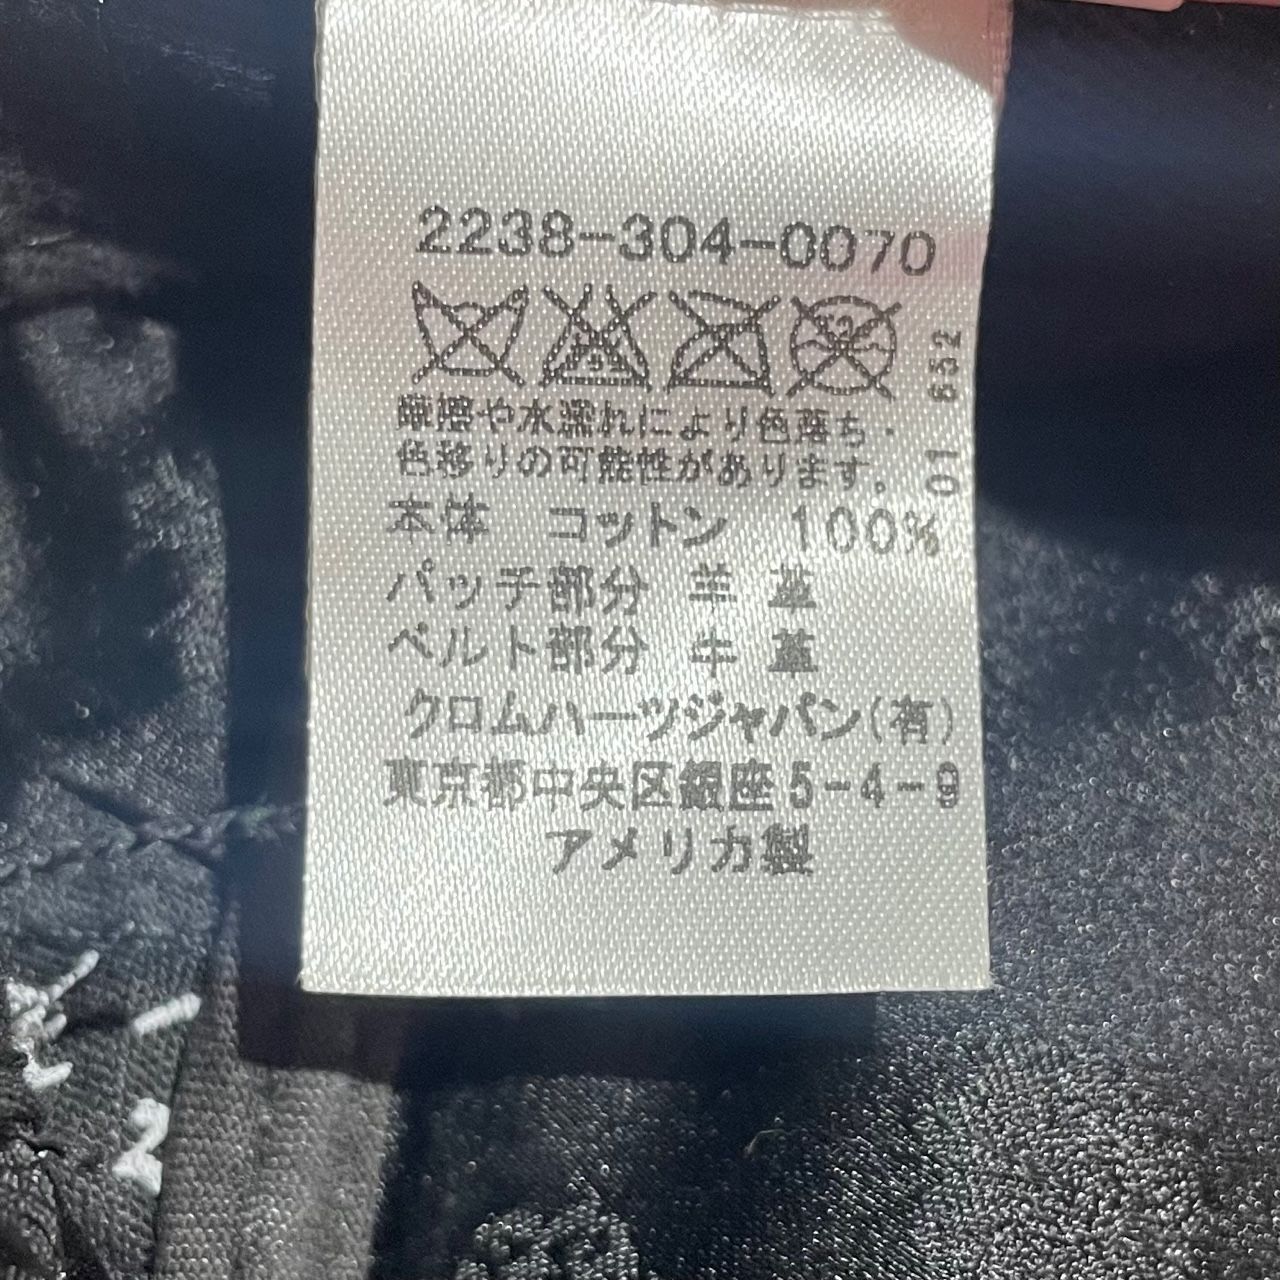 2238-304-0070
摩擦や水濡れにより色落ち・
色移りの可能性があります。
本体 コットン 100%
パッチ部分 羊 革
ベルト部分 牛 革
クロムハーツジャパン(有)
東京都中央区銀座5-4-9
アメリカ製
01 652